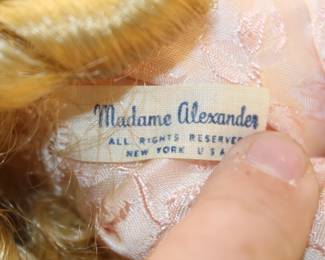 Madame Alexander
ALL RIGHTS RESERVED
NEW YORK U.S.A.